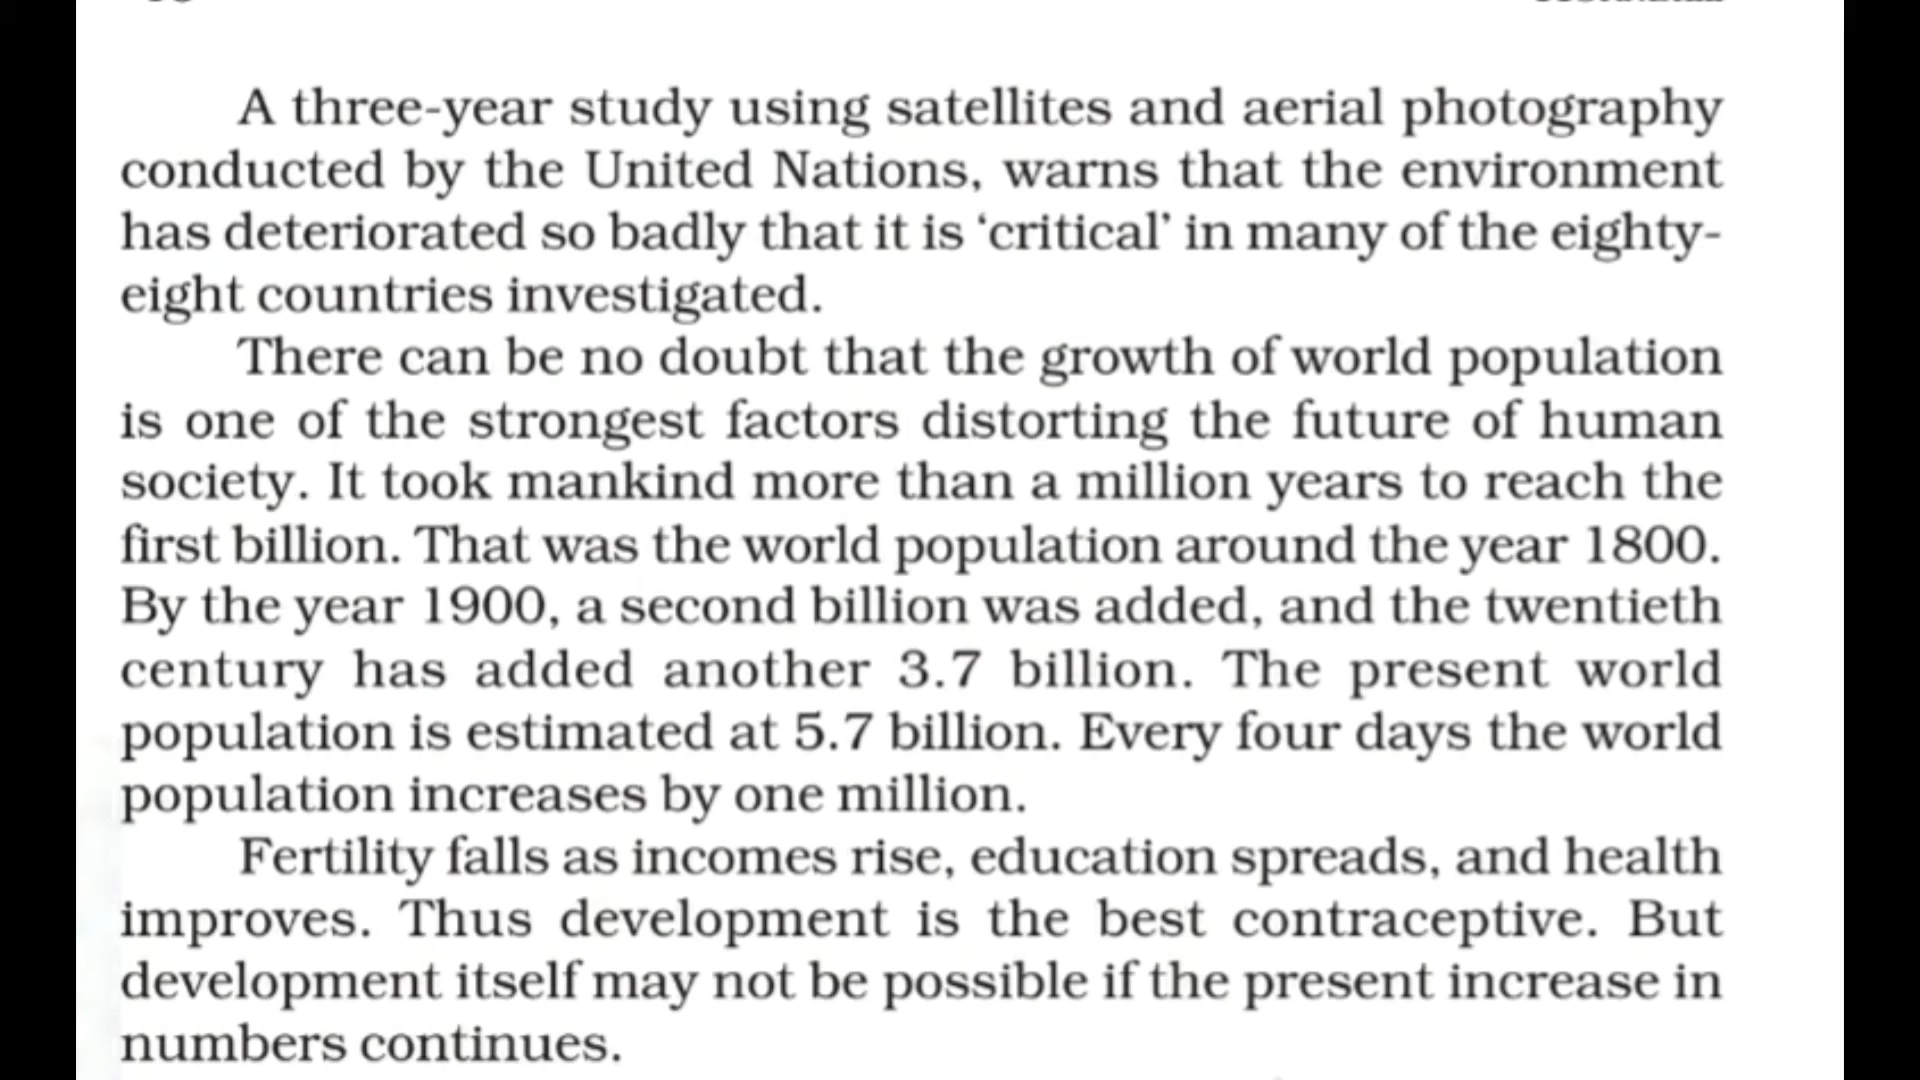 A three-year study using satellites and aerial photography
conducted by the United Nations, warns that the environment
has deteriorated so badly that it is ‘critical’ in many of the eighty-
eight countries investigated.
There can be no doubt that the growth of world population
is one of the strongest factors distorting the future of human
society. It took mankind more than a million years to reach the
first billion. That was the world population around the year 1800.
By the year 1900, a second billion was added, and the twentieth
century has added another 3.7 billion. The present world
population is estimated at 5.7 billion. Every four days the world
population increases by one million.
Fertility falls as incomes rise, education spreads, and health
improves. Thus development is the best contraceptive. But
development itself may not be possible if the present increase in
numbers continues.